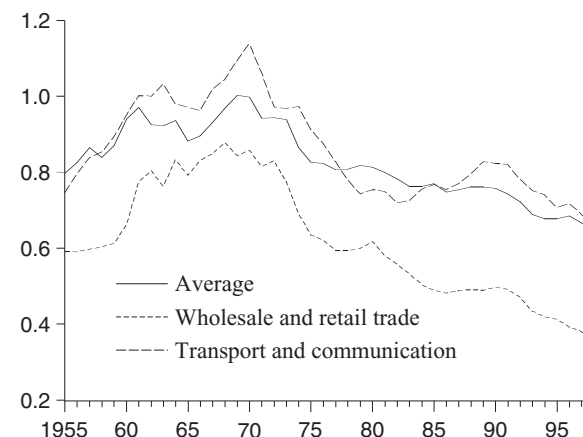 1.2
1.0
0.8
0.6
0.4
0.2
Average
Wholesale and retail trade
Transport and communication
1955 60 65 70 75 80 85 90 95